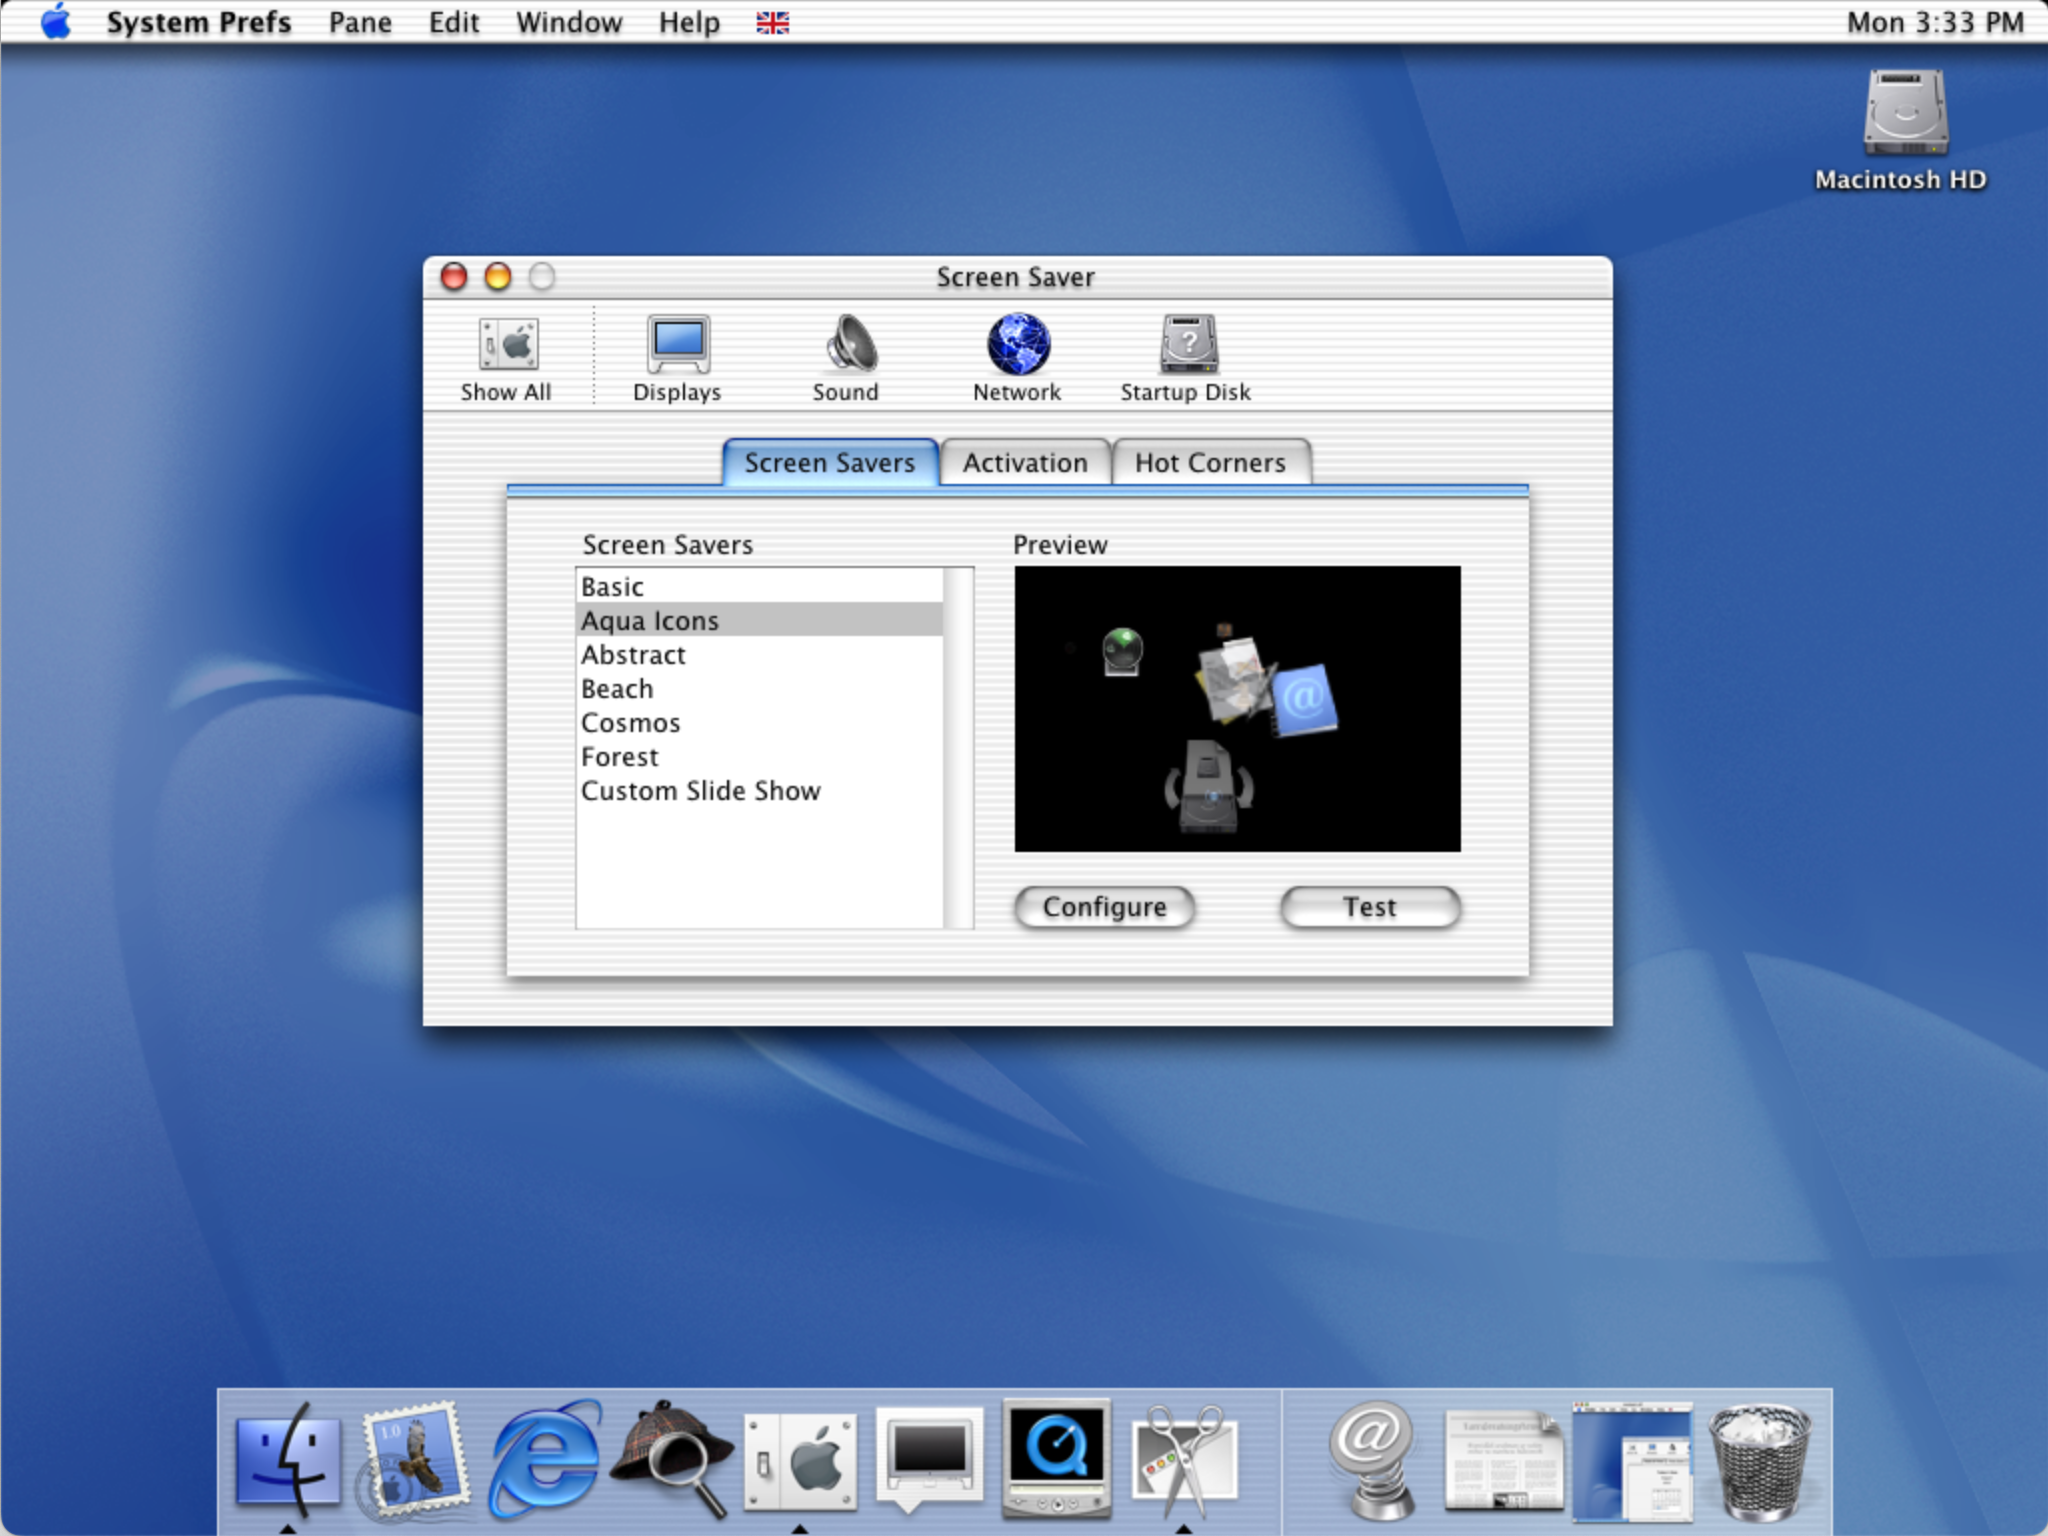 System Prefs Pane Edit Window Help Mon 3:33 PM
Macintosh HD
Screen Saver
Show All Displays Sound Network Startup Disk
Screen Savers Activation Hot Corners
Screen Savers
Basic
Aqua Icons
Abstract
Beach
Cosmos
Forest
Custom Slide Show
Preview
@
Configure Test
1.0
@